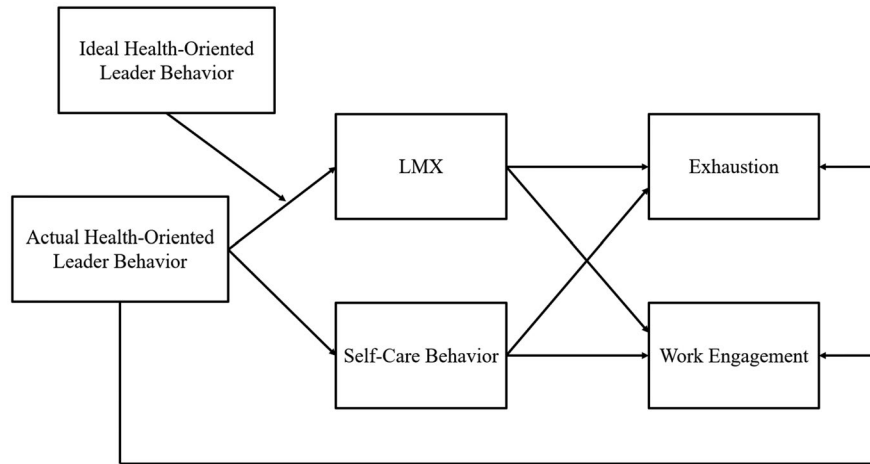 Ideal Health-Oriented
Leader Behavior
LMX
Exhaustion
Actual Health-Oriented
Leader Behavior
Self-Care Behavior
Work Engagement